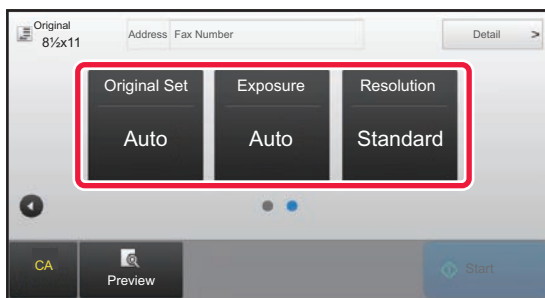 Original
8½x11
Address Fax Number
Detail >
Original Set Exposure Resolution
Auto Auto Standard
CA
Preview
Start